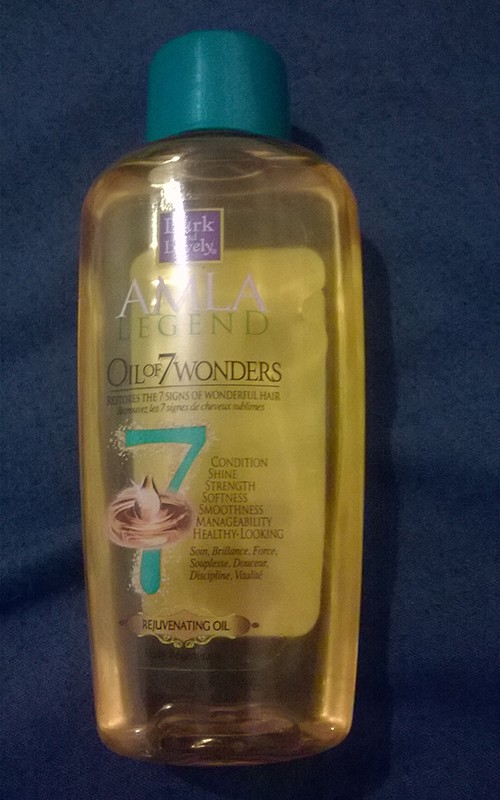 Dark
and
Lovely
AMLA
LEGEND
OIL OF 7 WONDERS
RESTORES THE 7 SIGNS OF WONDERFUL HAIR
les 7 signes de cheveux sublimes
7
CONDITION
SHINE
STRENGTH
SOFTNESS
SMOOTHNESS
MANAGEABILITY
HEALTHY-LOOKING
Soin, Brillance, Force,
Souplesse, Douceur,
Discipline, Vitalité
REJUVENATING OIL